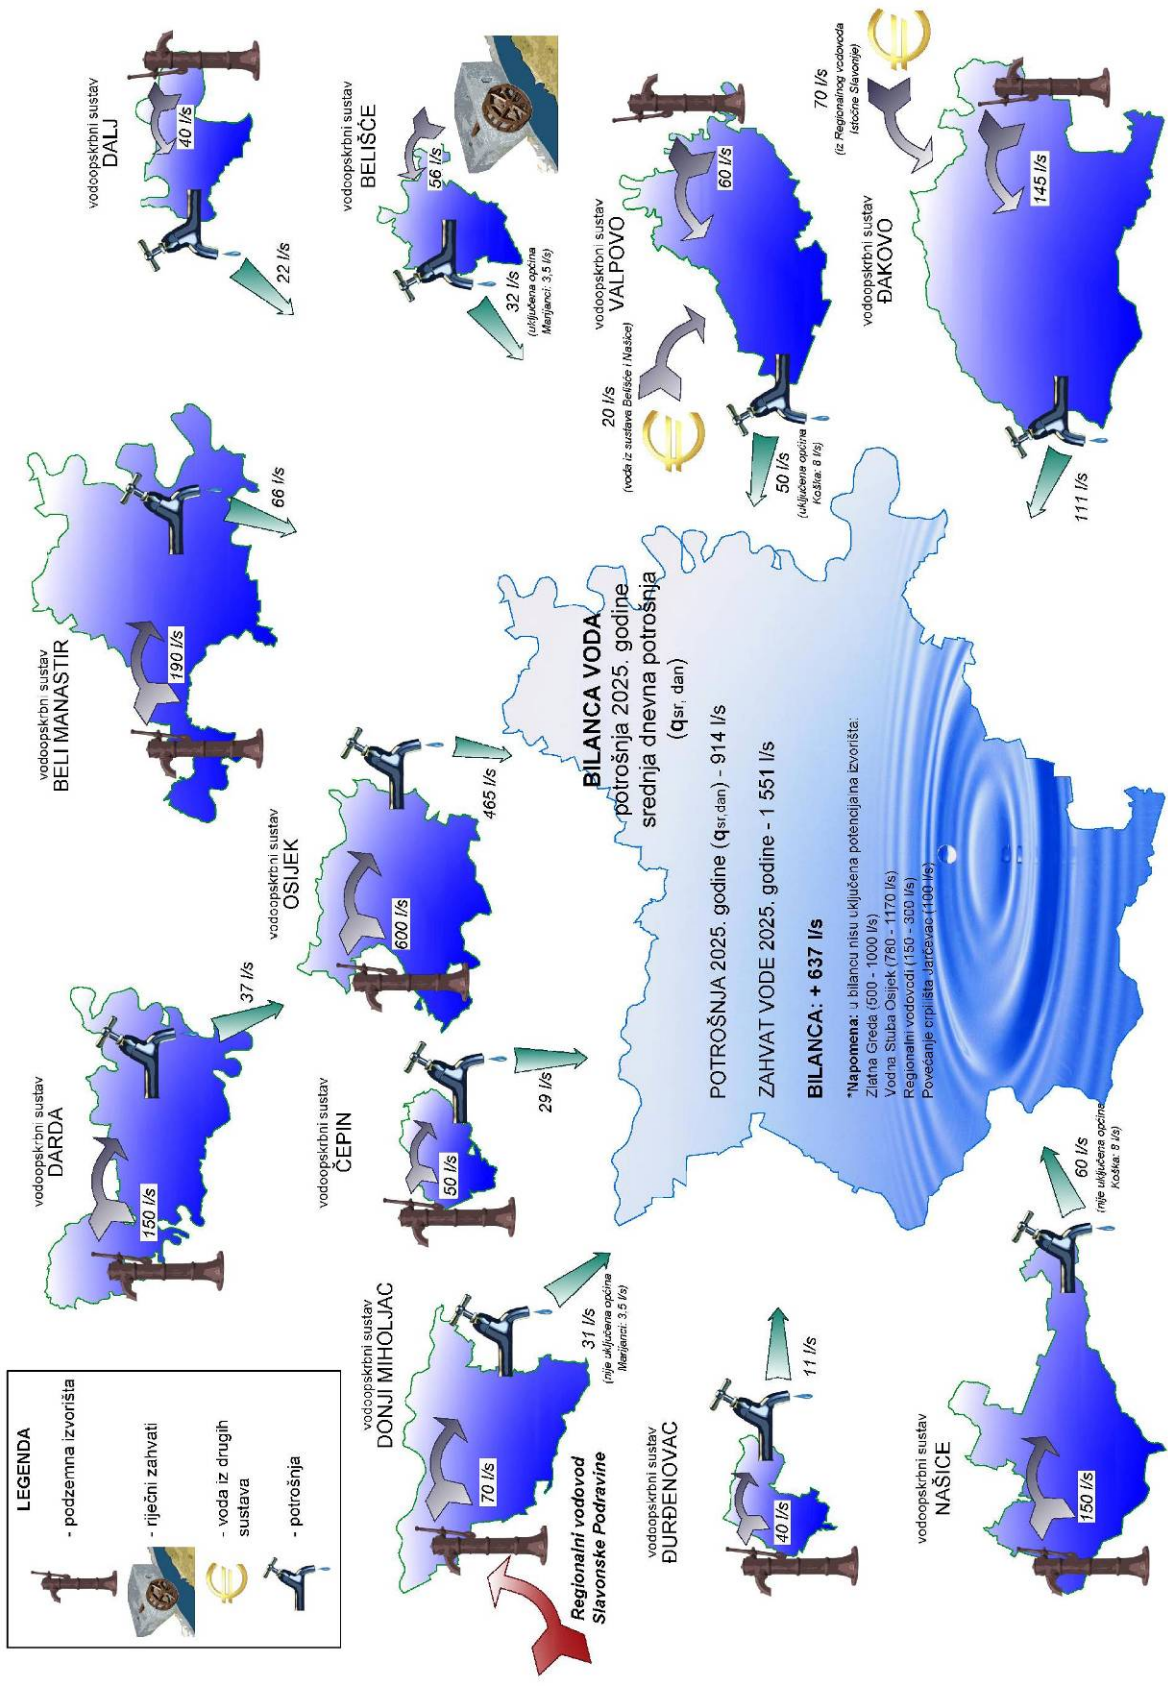 LEGENDA
- podzemna izvorišta
- riječni zahvati
- voda iz drugih
sustava
- potrošnja
vodoopskrbni sustav
DARDA
150 l/s
37 l/s
vodoopskrbni sustav
BELI MANASTIR
190 l/s
66 l/s
vodoopskrbni sustav
DALJ
40 l/s
22 l/s
vodoopskrbni sustav
ČEPIN
50 l/s
29 l/s
vodoopskrbni sustav
OSIJEK
600 l/s
465 l/s
vodoopskrbni sustav
BELIŠĆE
56 l/s
32 l/s
(uključena općina
Marijanci: 3,5 l/s)
vodoopskrbni sustav
DONJI MIHOLJAC
70 l/s
31 l/s
(nije uključena općina
Marijanci: 3,5 l/s)
Regionalni vodovod
Slavonske Podravine
BILANCA VODA
potrošnja 2025. godine
srednja dnevna potrošnja
(qsr, dan)
POTROŠNJA 2025. godine (qsr,dan) - 914 l/s
ZAHVAT VODE 2025. godine - 1 551 l/s
BILANCA: + 637 l/s
*Napomena: u bilancu nisu uključena potencijalna izvorišta:
Zlatna Greda (500 - 1000 l/s)
Vodna Stuba Osijek (780 - 1170 l/s)
Regionalni vodovodi (150 - 300 l/s)
Povećanje crpilišta Jarčevac (100 l/s)
vodoopskrbni sustav
VALPOVO
20 l/s
(voda iz sustava Belišće i Našice)
60 l/s
50 l/s
(uključena općina
Koška: 8 l/s)
vodoopskrbni sustav
ĐURĐENOVAC
40 l/s
11 l/s
vodoopskrbni sustav
NAŠICE
150 l/s
60 l/s
(nije uključena općina
Koška: 8 l/s)
vodoopskrbni sustav
ĐAKOVO
70 l/s
(iz Regionalnog vodovoda
Istočne Slavonije)
145 l/s
111 l/s